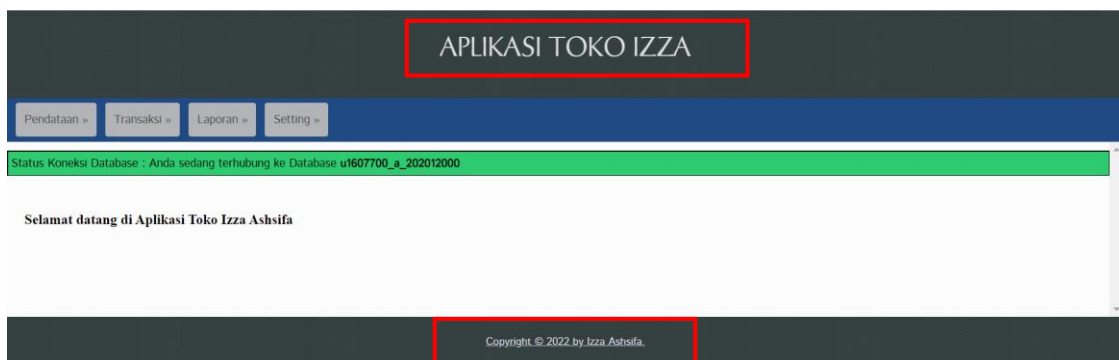 APLIKASI TOKO IZZA
Pendataan » Transaksi » Laporan » Setting »
Status Koneksi Database : Anda sedang terhubung ke Database u1607700_a_202012000
Selamat datang di Aplikasi Toko Izza Ashsifa
Copyright © 2022 by Izza Ashsifa.